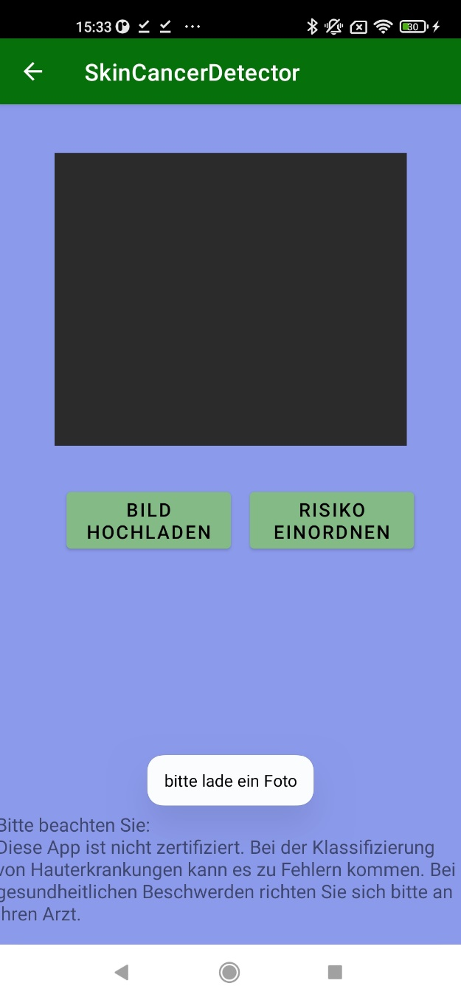 15:33
30
SkinCancerDetector
BILD
HOCHLADEN
RISIKO
EINORDNEN
bitte lade ein Foto
Bitte beachten Sie:
Diese App ist nicht zertifiziert. Bei der Klassifizierung
von Hauterkrankungen kann es zu Fehlern kommen. Bei
gesundheitlichen Beschwerden richten Sie sich bitte an
Ihren Arzt.